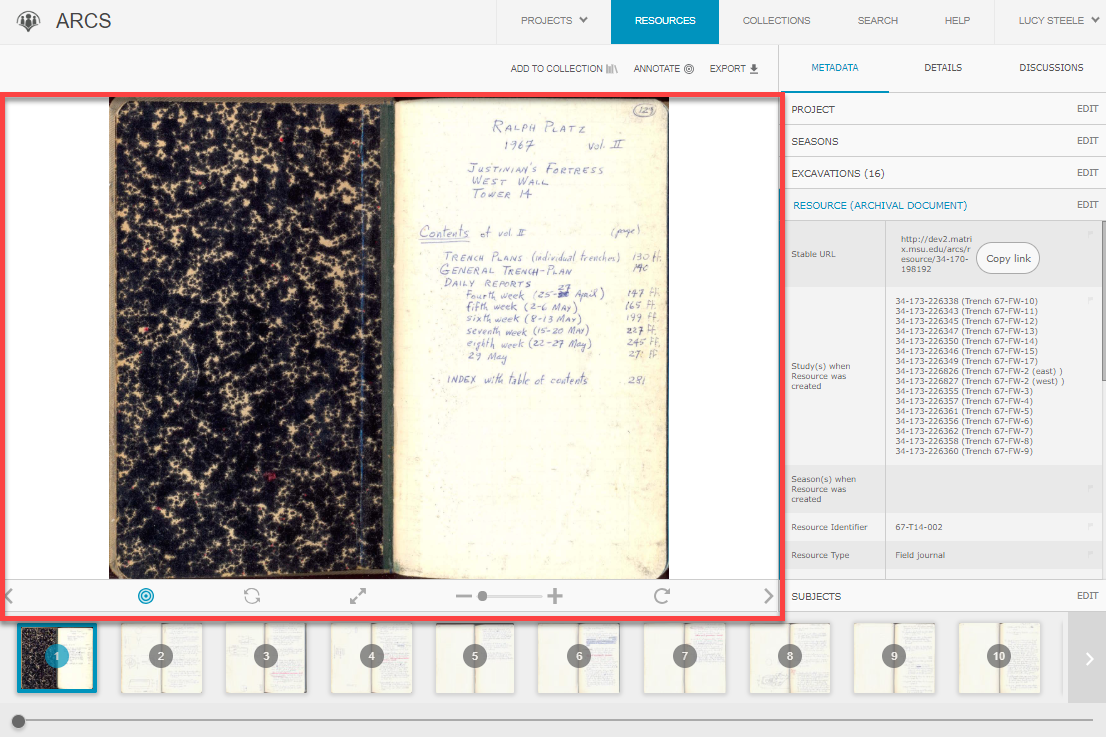 ARCS
PROJECTS
RESOURCES
COLLECTIONS
SEARCH
HELP
LUCY STEELE
ADD TO COLLECTION
ANNOTATE
EXPORT
METADATA
DETAILS
DISCUSSIONS
129
RALPH PLATZ
1967 vol. II
JUSTINIAN'S FORTRESS
WEST WALL
TOWER 14
Contents of vol. II (page)
TRENCH PLANS (individual trenches) 130 ff.
GENERAL TRENCH-PLAN 140
DAILY REPORTS
fourth week (25-27 April) 147 ff.
fifth week (2-6 May) 165 ff.
sixth week (8-13 May) 199 ff.
seventh week (15-20 May) 227 ff.
eighth week (22-27 May) 245 ff.
29 May ff
INDEX with table of contents 281
PROJECT EDIT
SEASONS EDIT
EXCAVATIONS (16) EDIT
RESOURCE (ARCHIVAL DOCUMENT) EDIT
Stable URL
http://dev2.matri
x.msu.edu/arcs/r
esource/34-170-
198192
Copy link
Study(s) when
Resource was
created
34-173-226338 (Trench 67-FW-10)
34-173-226343 (Trench 67-FW-11)
34-173-226345 (Trench 67-FW-12)
34-173-226347 (Trench 67-FW-13)
34-173-226350 (Trench 67-FW-14)
34-173-226346 (Trench 67-FW-15)
34-173-226349 (Trench 67-FW-17)
34-173-226826 (Trench 67-FW-2 (east) )
34-173-226827 (Trench 67-FW-2 (west) )
34-173-226355 (Trench 67-FW-3)
34-173-226357 (Trench 67-FW-4)
34-173-226361 (Trench 67-FW-5)
34-173-226356 (Trench 67-FW-6)
34-173-226362 (Trench 67-FW-7)
34-173-226358 (Trench 67-FW-8)
34-173-226360 (Trench 67-FW-9)
Season(s) when
Resource was
created
Resource Identifier 67-T14-002
Resource Type Field journal
SUBJECTS EDIT
1
2
3
4
5
6
7
8
9
10